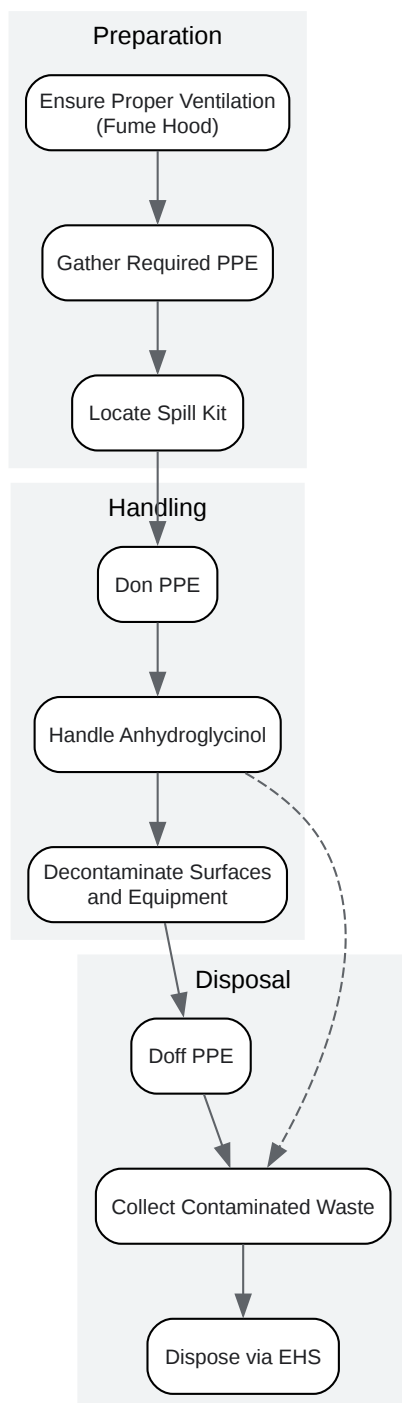 Preparation
Ensure Proper Ventilation
(Fume Hood)
Gather Required PPE
Locate Spill Kit
Handling
Don PPE
Handle Anhydroglycinol
Decontaminate Surfaces
and Equipment
Disposal
Doff PPE
Collect Contaminated Waste
Dispose via EHS